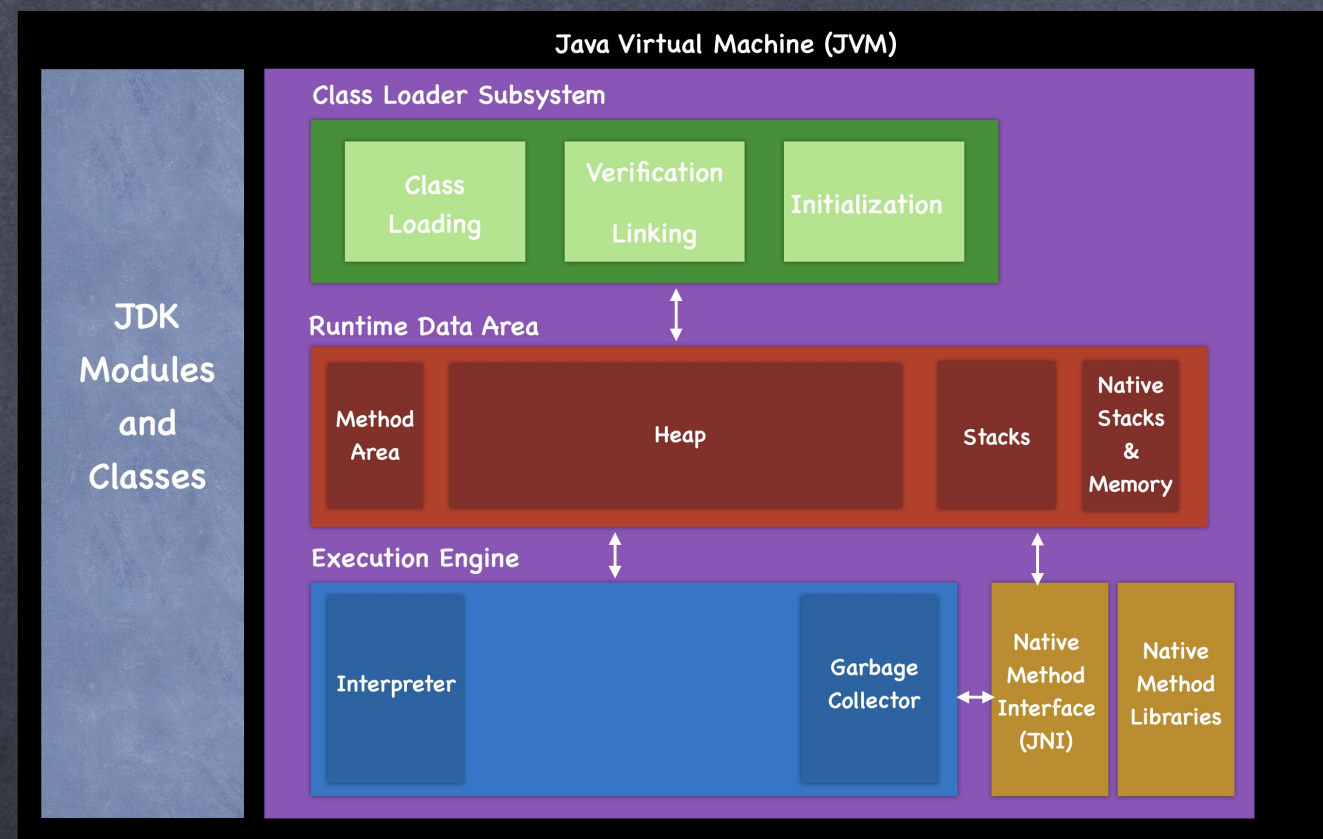 Java Virtual Machine (JVM)
JDK
Modules
and
Classes
Class Loader Subsystem
Class
Loading
Verification
Linking
Initialization
Runtime Data Area
Method
Area
Heap
Stacks
Native
Stacks
&
Memory
Execution Engine
Interpreter
Garbage
Collector
Native
Method
Interface
(JNI)
Native
Method
Libraries